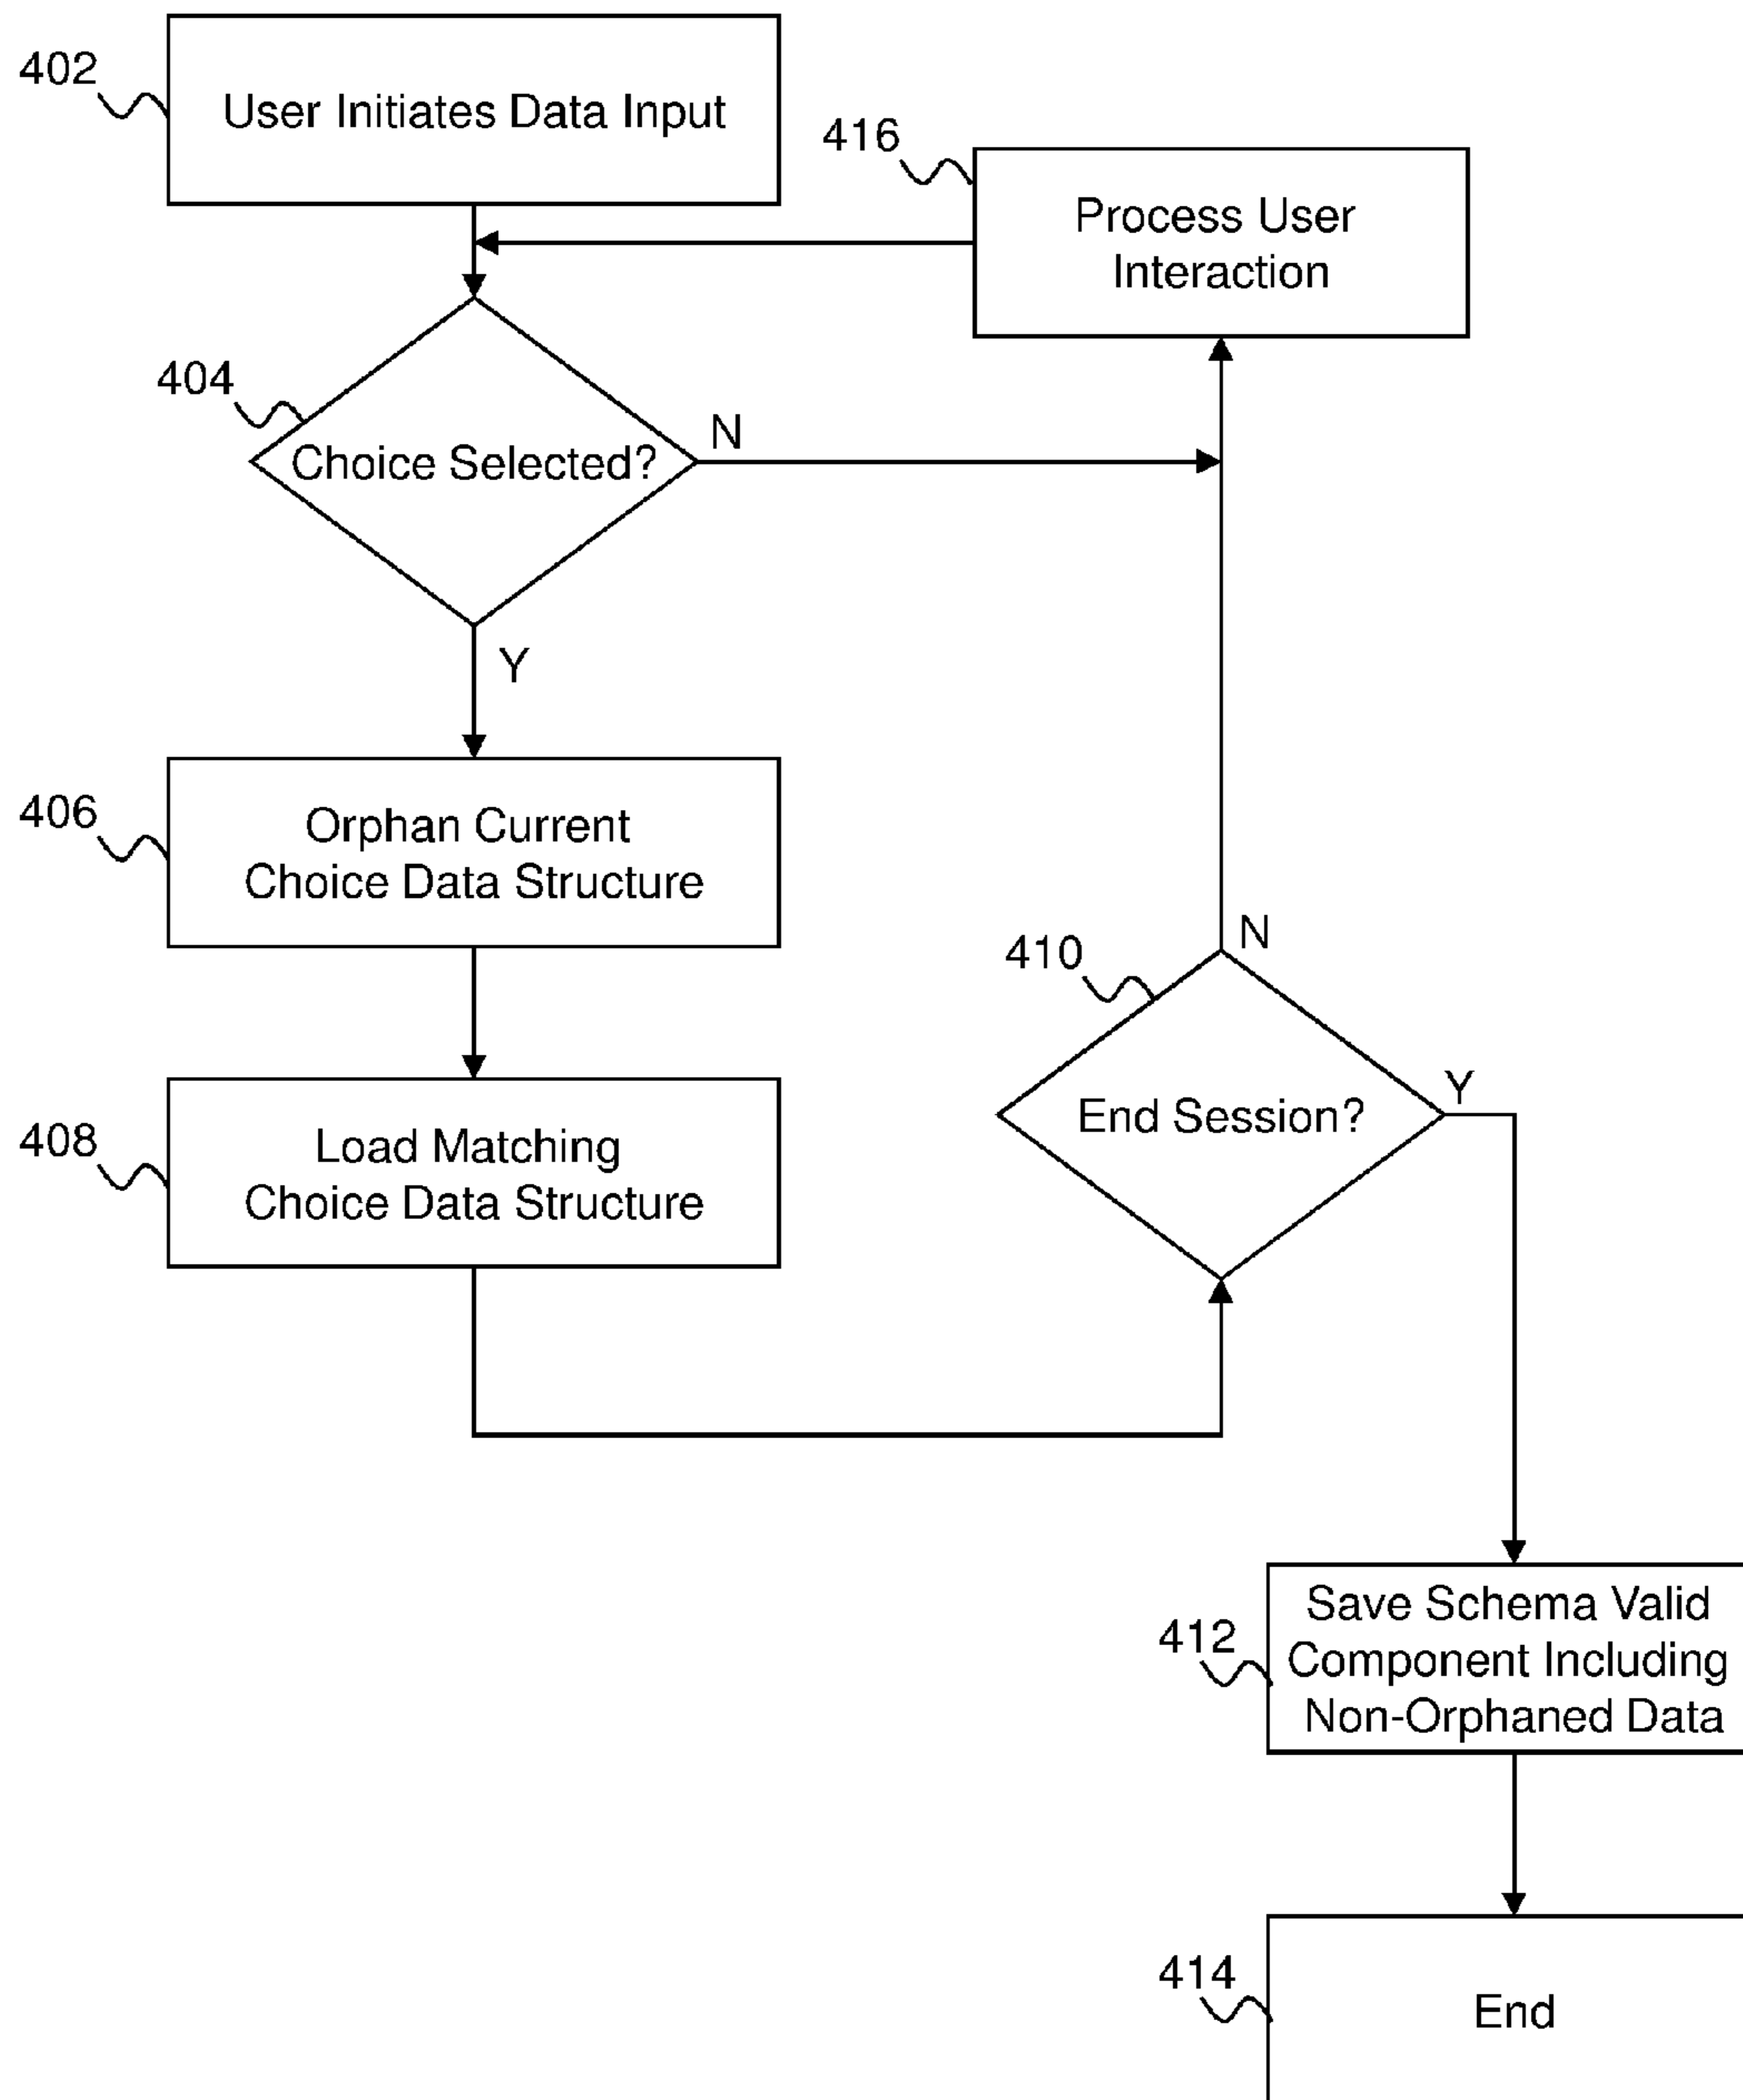 402
User Initiates Data Input
416
Process User
Interaction
404
Choice Selected?
N
Y
406
Orphan Current
Choice Data Structure
410
N
End Session?
Y
408
Load Matching
Choice Data Structure
412
Save Schema Valid
Component Including
Non-Orphaned Data
414
End